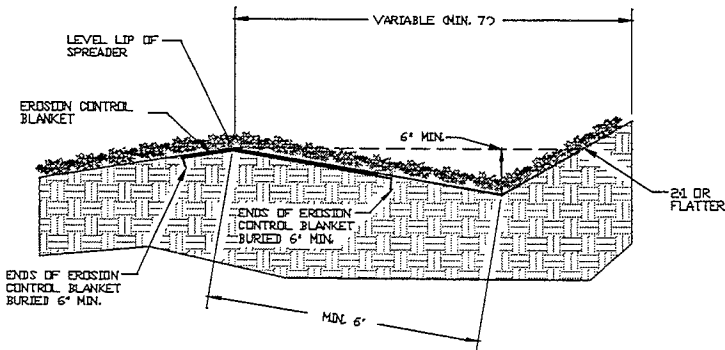 VARIABLE (MIN. 7')
LEVEL LIP OF
SPREADER
EROSION CONTROL
BLANKET
6" MIN.
2:1 OR
FLATTER
ENDS OF EROSION
CONTROL BLANKET
BURIED 6" MIN.
ENDS OF EROSION
CONTROL BLANKET
BURIED 6" MIN.
MIN. 6'